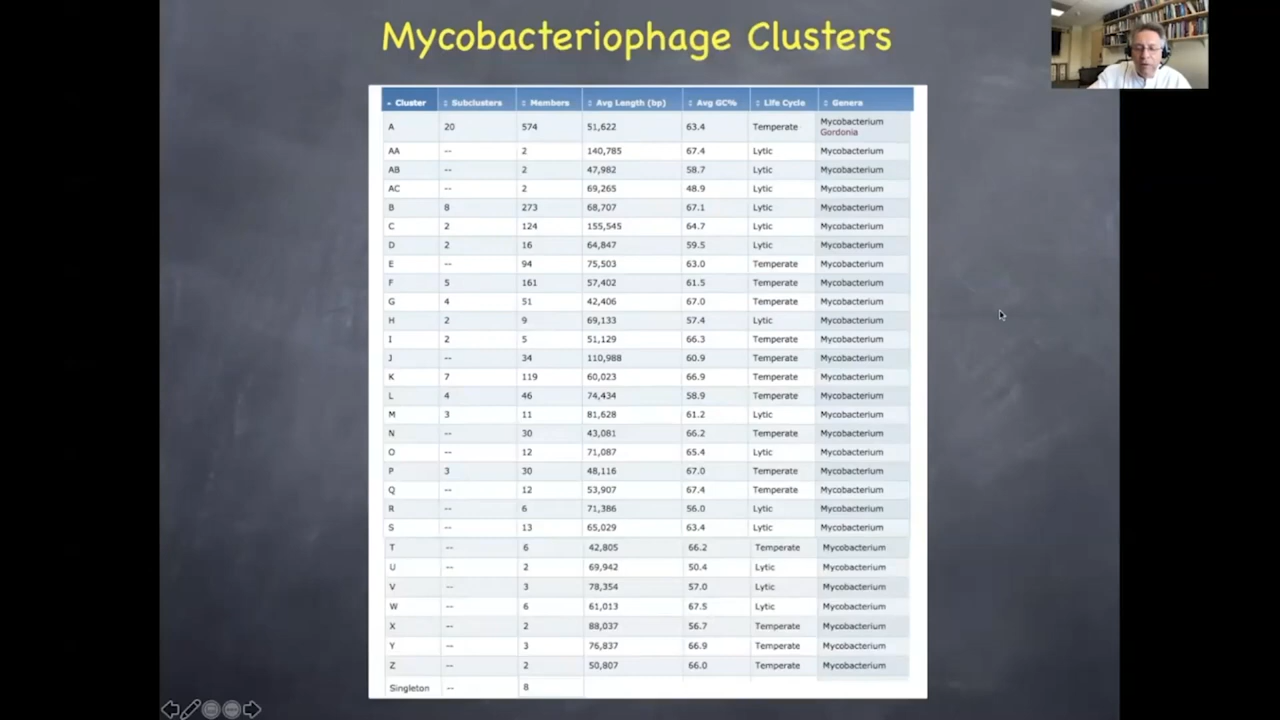 Mycobacteriophage Clusters
Cluster Subclusters Members Avg Length (bp) Avg GC% Life Cycle Genera
A 20 574 51,622 63.4 Temperate Mycobacterium
Gordonia
AA -- 2 140,785 67.4 Lytic Mycobacterium
AB -- 2 47,982 58.7 Lytic Mycobacterium
AC -- 2 69,265 48.9 Lytic Mycobacterium
B 8 273 68,707 67.1 Lytic Mycobacterium
C 2 124 155,545 64.7 Lytic Mycobacterium
D 2 16 64,847 59.5 Lytic Mycobacterium
E -- 94 75,503 63.0 Temperate Mycobacterium
F 5 161 57,402 61.5 Temperate Mycobacterium
G 4 51 42,406 67.0 Temperate Mycobacterium
H 2 9 69,133 57.4 Lytic Mycobacterium
I 2 5 51,129 66.3 Temperate Mycobacterium
J -- 34 110,988 60.9 Temperate Mycobacterium
K 7 119 60,023 66.9 Temperate Mycobacterium
L 4 46 74,434 58.9 Temperate Mycobacterium
M 3 11 81,628 61.2 Lytic Mycobacterium
N -- 30 43,081 66.2 Temperate Mycobacterium
O -- 12 71,087 65.4 Lytic Mycobacterium
P 3 30 48,116 67.0 Temperate Mycobacterium
Q -- 12 53,907 67.4 Temperate Mycobacterium
R -- 6 71,386 56.0 Lytic Mycobacterium
S -- 13 65,029 63.4 Lytic Mycobacterium
T -- 6 42,805 66.2 Temperate Mycobacterium
U -- 2 69,942 50.4 Lytic Mycobacterium
V -- 3 78,354 57.0 Lytic Mycobacterium
W -- 6 61,013 67.5 Lytic Mycobacterium
X -- 2 88,037 56.7 Temperate Mycobacterium
Y -- 3 76,837 66.9 Temperate Mycobacterium
Z -- 2 50,807 66.0 Temperate Mycobacterium
Singleton -- 8